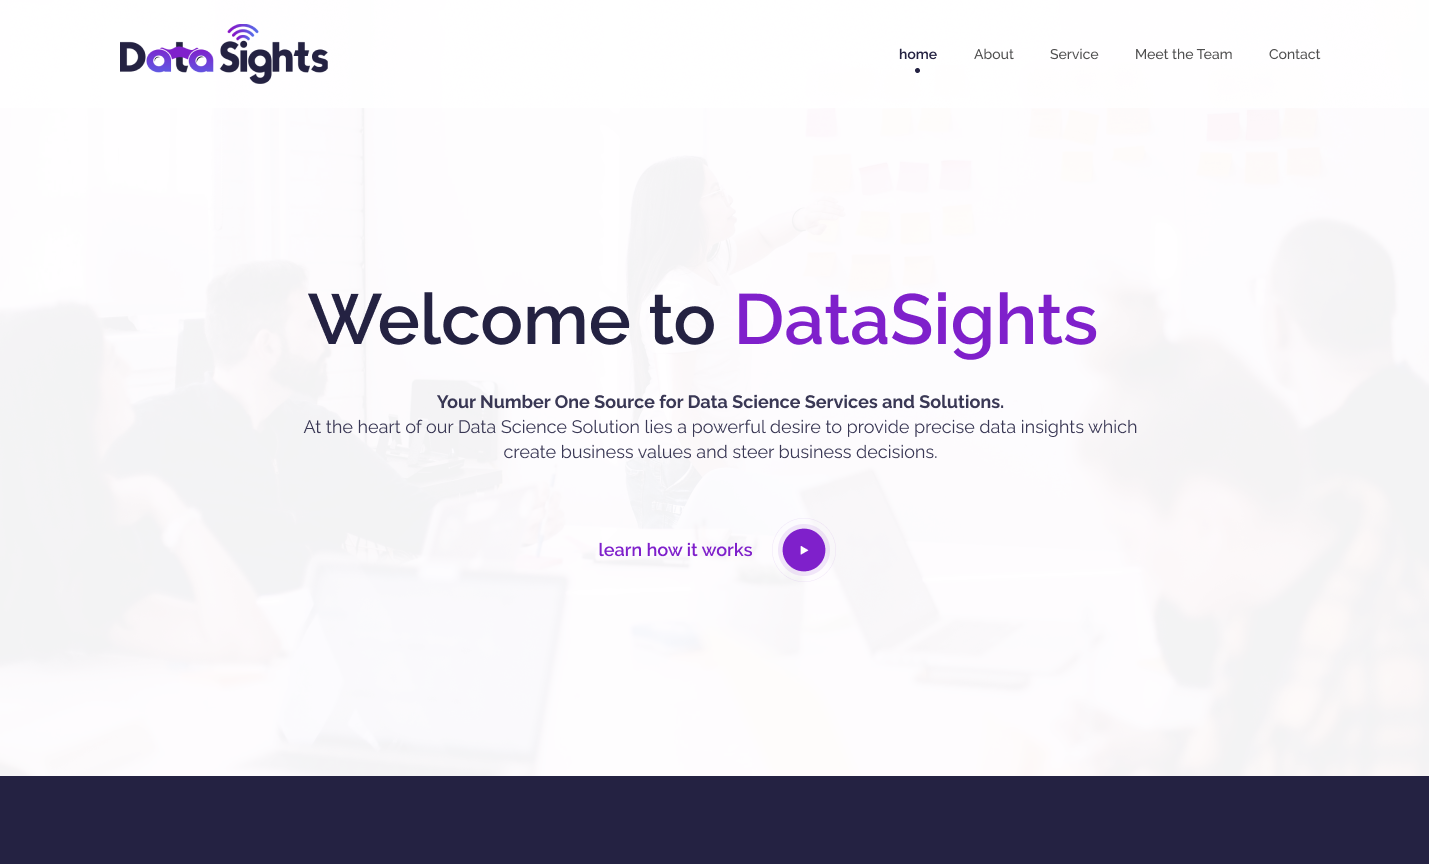 Data Sights
home
About
Service
Meet the Team
Contact
Welcome to DataSights
Your Number One Source for Data Science Services and Solutions.
At the heart of our Data Science Solution lies a powerful desire to provide precise data insights which
create business values and steer business decisions.
learn how it works